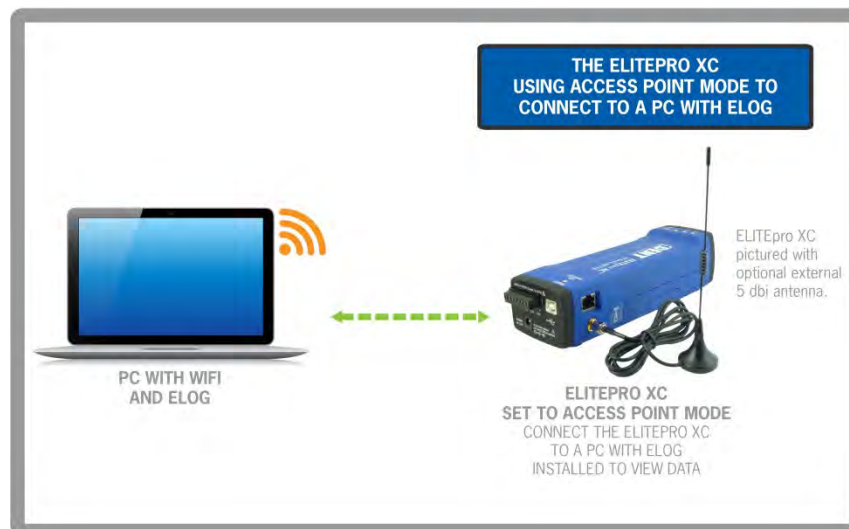 THE ELITEPRO XC
USING ACCESS POINT MODE TO
CONNECT TO A PC WITH ELOG
ELITEpro XC
pictured with
optional external
5 dbi antenna.
PC WITH WIFI
AND ELOG
ELITEPRO XC
SET TO ACCESS POINT MODE
CONNECT THE ELITEPRO XC
TO A PC WITH ELOG
INSTALLED TO VIEW DATA